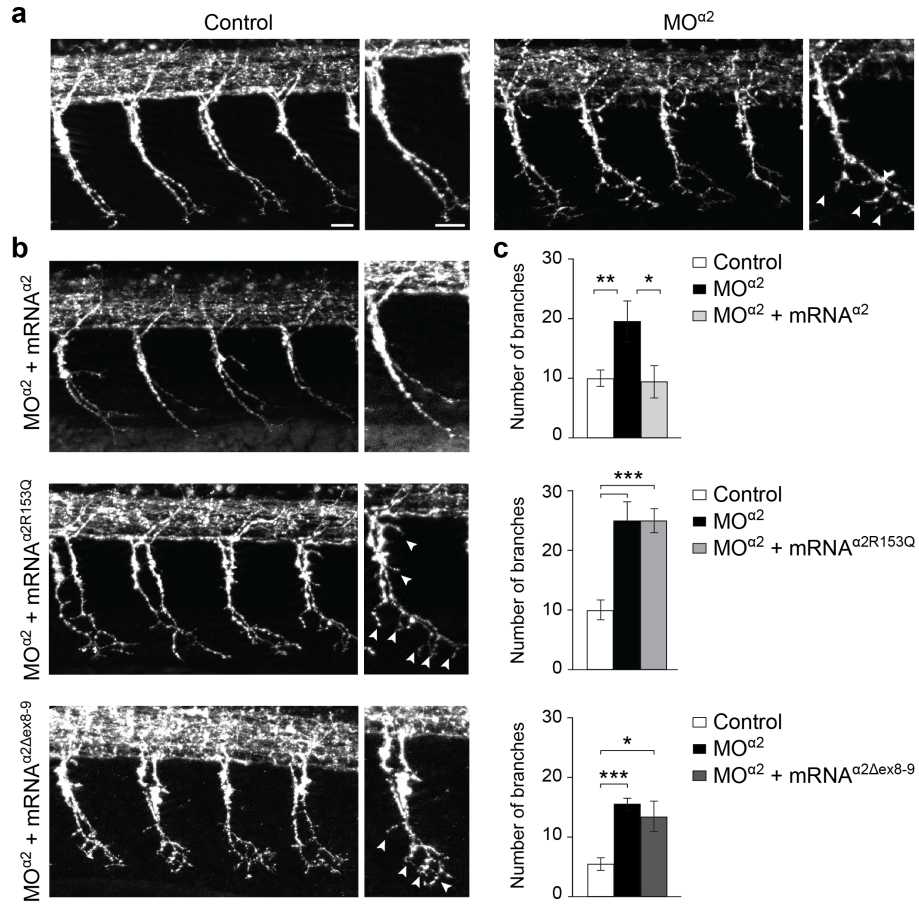 a
Control
MOα2
b
MOα2 + mRNAα2
MOα2 + mRNAα2R153Q
MOα2 + mRNAα2Δex8-9
c
Number of branches
30
20
10
0
**
*
Control
MOα2
MOα2 + mRNAα2
Number of branches
30
20
10
0
***
Control
MOα2
MOα2 + mRNAα2R153Q
Number of branches
30
20
10
0
*
***
Control
MOα2
MOα2 + mRNAα2Δex8-9